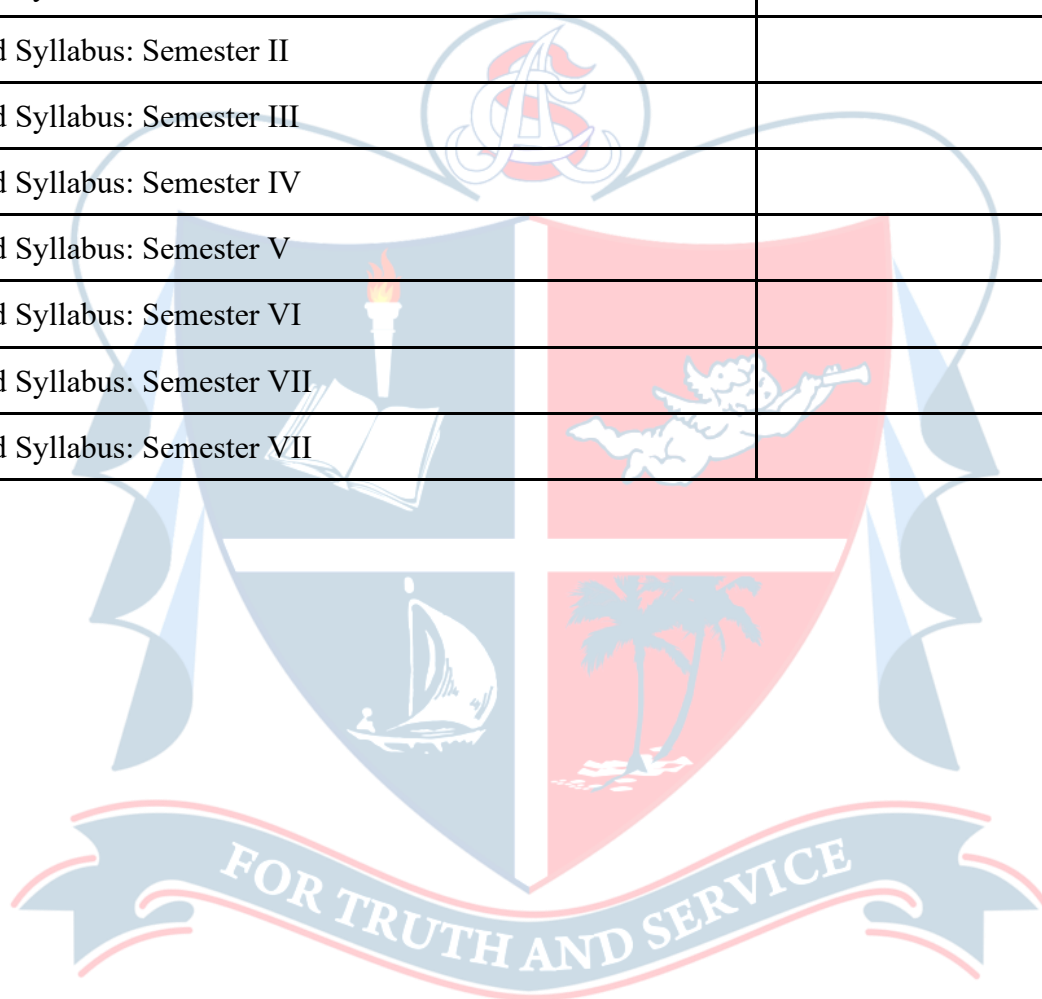 d Syllabus: Semester II
d Syllabus: Semester III
d Syllabus: Semester IV
d Syllabus: Semester V
d Syllabus: Semester VI
d Syllabus: Semester VII
d Syllabus: Semester VII
FOR TRUTH AND SERVICE